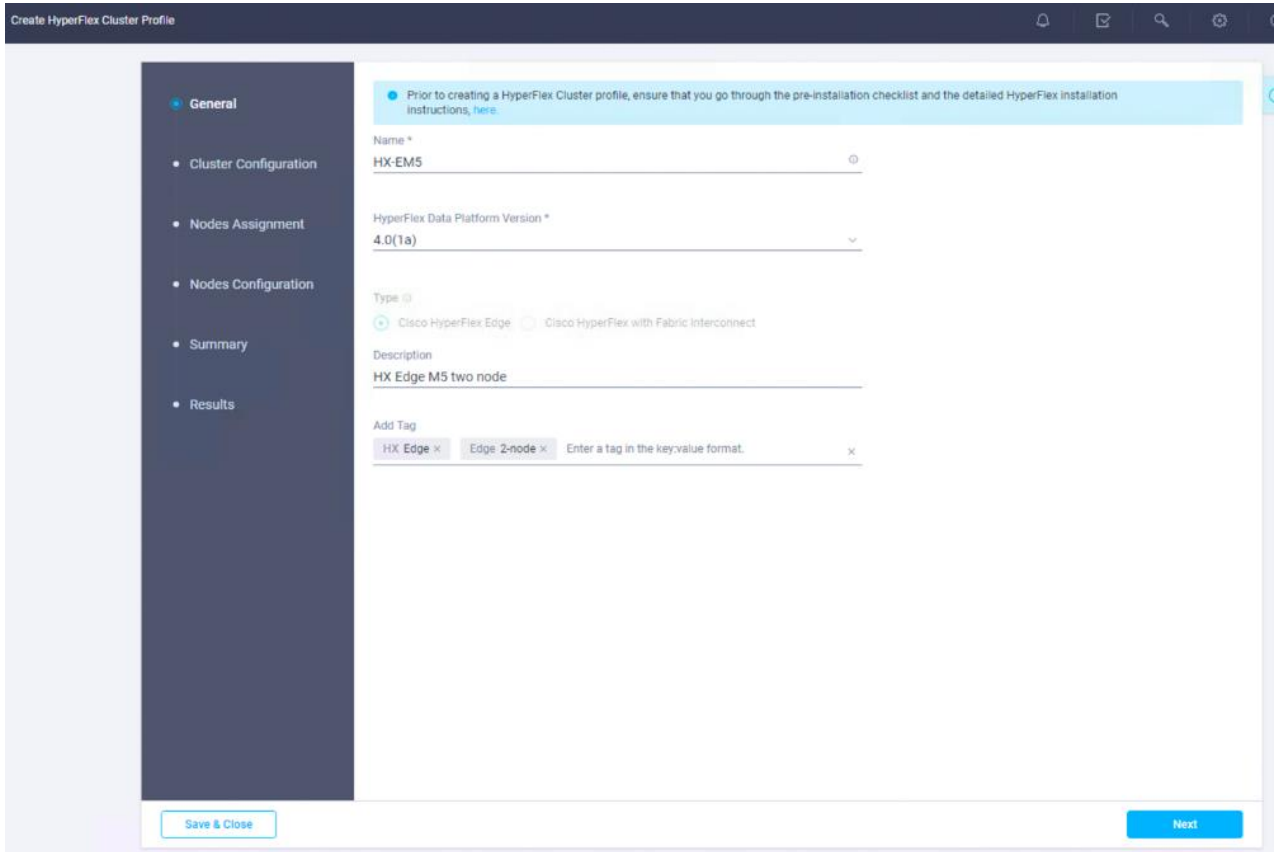 Create HyperFlex Cluster Profile
General
Cluster Configuration
Nodes Assignment
Nodes Configuration
Summary
Results
Prior to creating a HyperFlex Cluster profile, ensure that you go through the pre-installation checklist and the detailed HyperFlex installation
instructions, here.
Name *
HX-EM5
HyperFlex Data Platform Version *
4.0(1a)
Type
Cisco HyperFlex Edge Cisco HyperFlex with Fabric Interconnect
Description
HX Edge M5 two node
Add Tag
HX Edge × Edge 2-node × Enter a tag in the key:value format.
Save & Close
Next